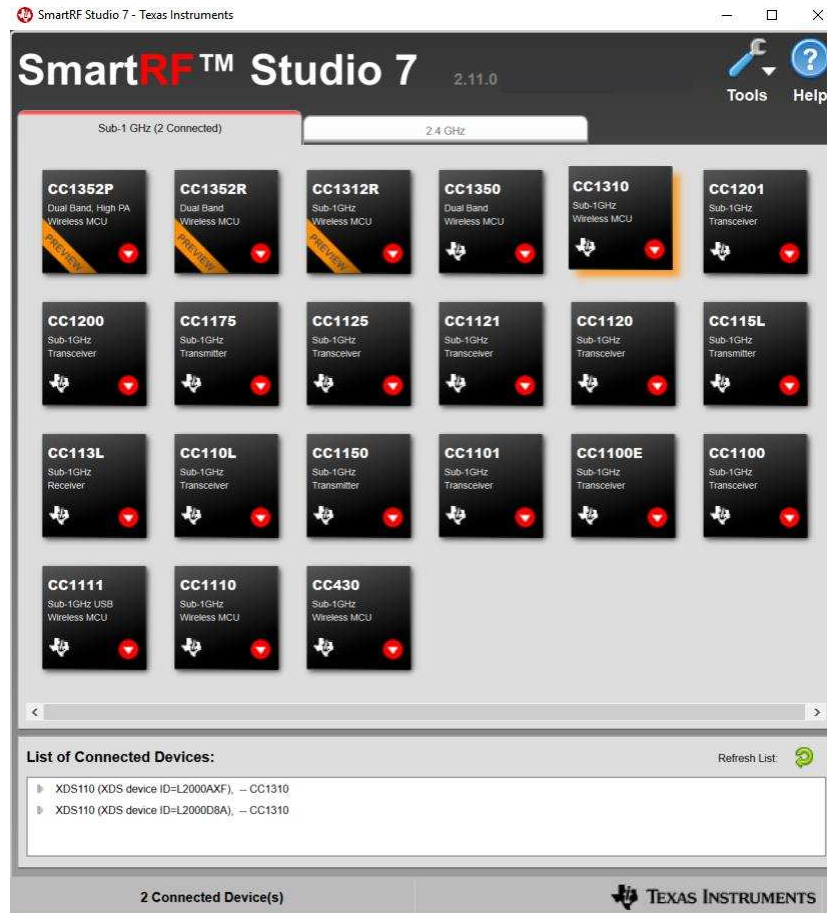 SmartRF Studio 7 - Texas Instruments
SmartRF™ Studio 7 2.11.0
Tools Help
Sub-1 GHz (2 Connected) 2.4 GHz
CC1352P
Dual Band, High PA
Wireless MCU
PREVIEW
CC1352R
Dual Band
Wireless MCU
PREVIEW
CC1312R
Sub-1GHz
Wireless MCU
PREVIEW
CC1350
Dual Band
Wireless MCU
CC1310
Sub-1GHz
Wireless MCU
CC1201
Sub-1GHz
Transceiver
CC1200
Sub-1GHz
Transceiver
CC1175
Sub-1GHz
Transmitter
CC1125
Sub-1GHz
Transceiver
CC1121
Sub-1GHz
Transceiver
CC1120
Sub-1GHz
Transceiver
CC115L
Sub-1GHz
Transmitter
CC113L
Sub-1GHz
Receiver
CC110L
Sub-1GHz
Transceiver
CC1150
Sub-1GHz
Transmitter
CC1101
Sub-1GHz
Transceiver
CC1100E
Sub-1GHz
Transceiver
CC1100
Sub-1GHz
Transceiver
CC1111
Sub-1GHz USB
Wireless MCU
CC1110
Sub-1GHz
Wireless MCU
CC430
Sub-1GHz
Wireless MCU
List of Connected Devices: Refresh List:
XDS110 (XDS device ID=L2000AXF), -- CC1310
XDS110 (XDS device ID=L2000D8A), -- CC1310
2 Connected Device(s) TEXAS INSTRUMENTS